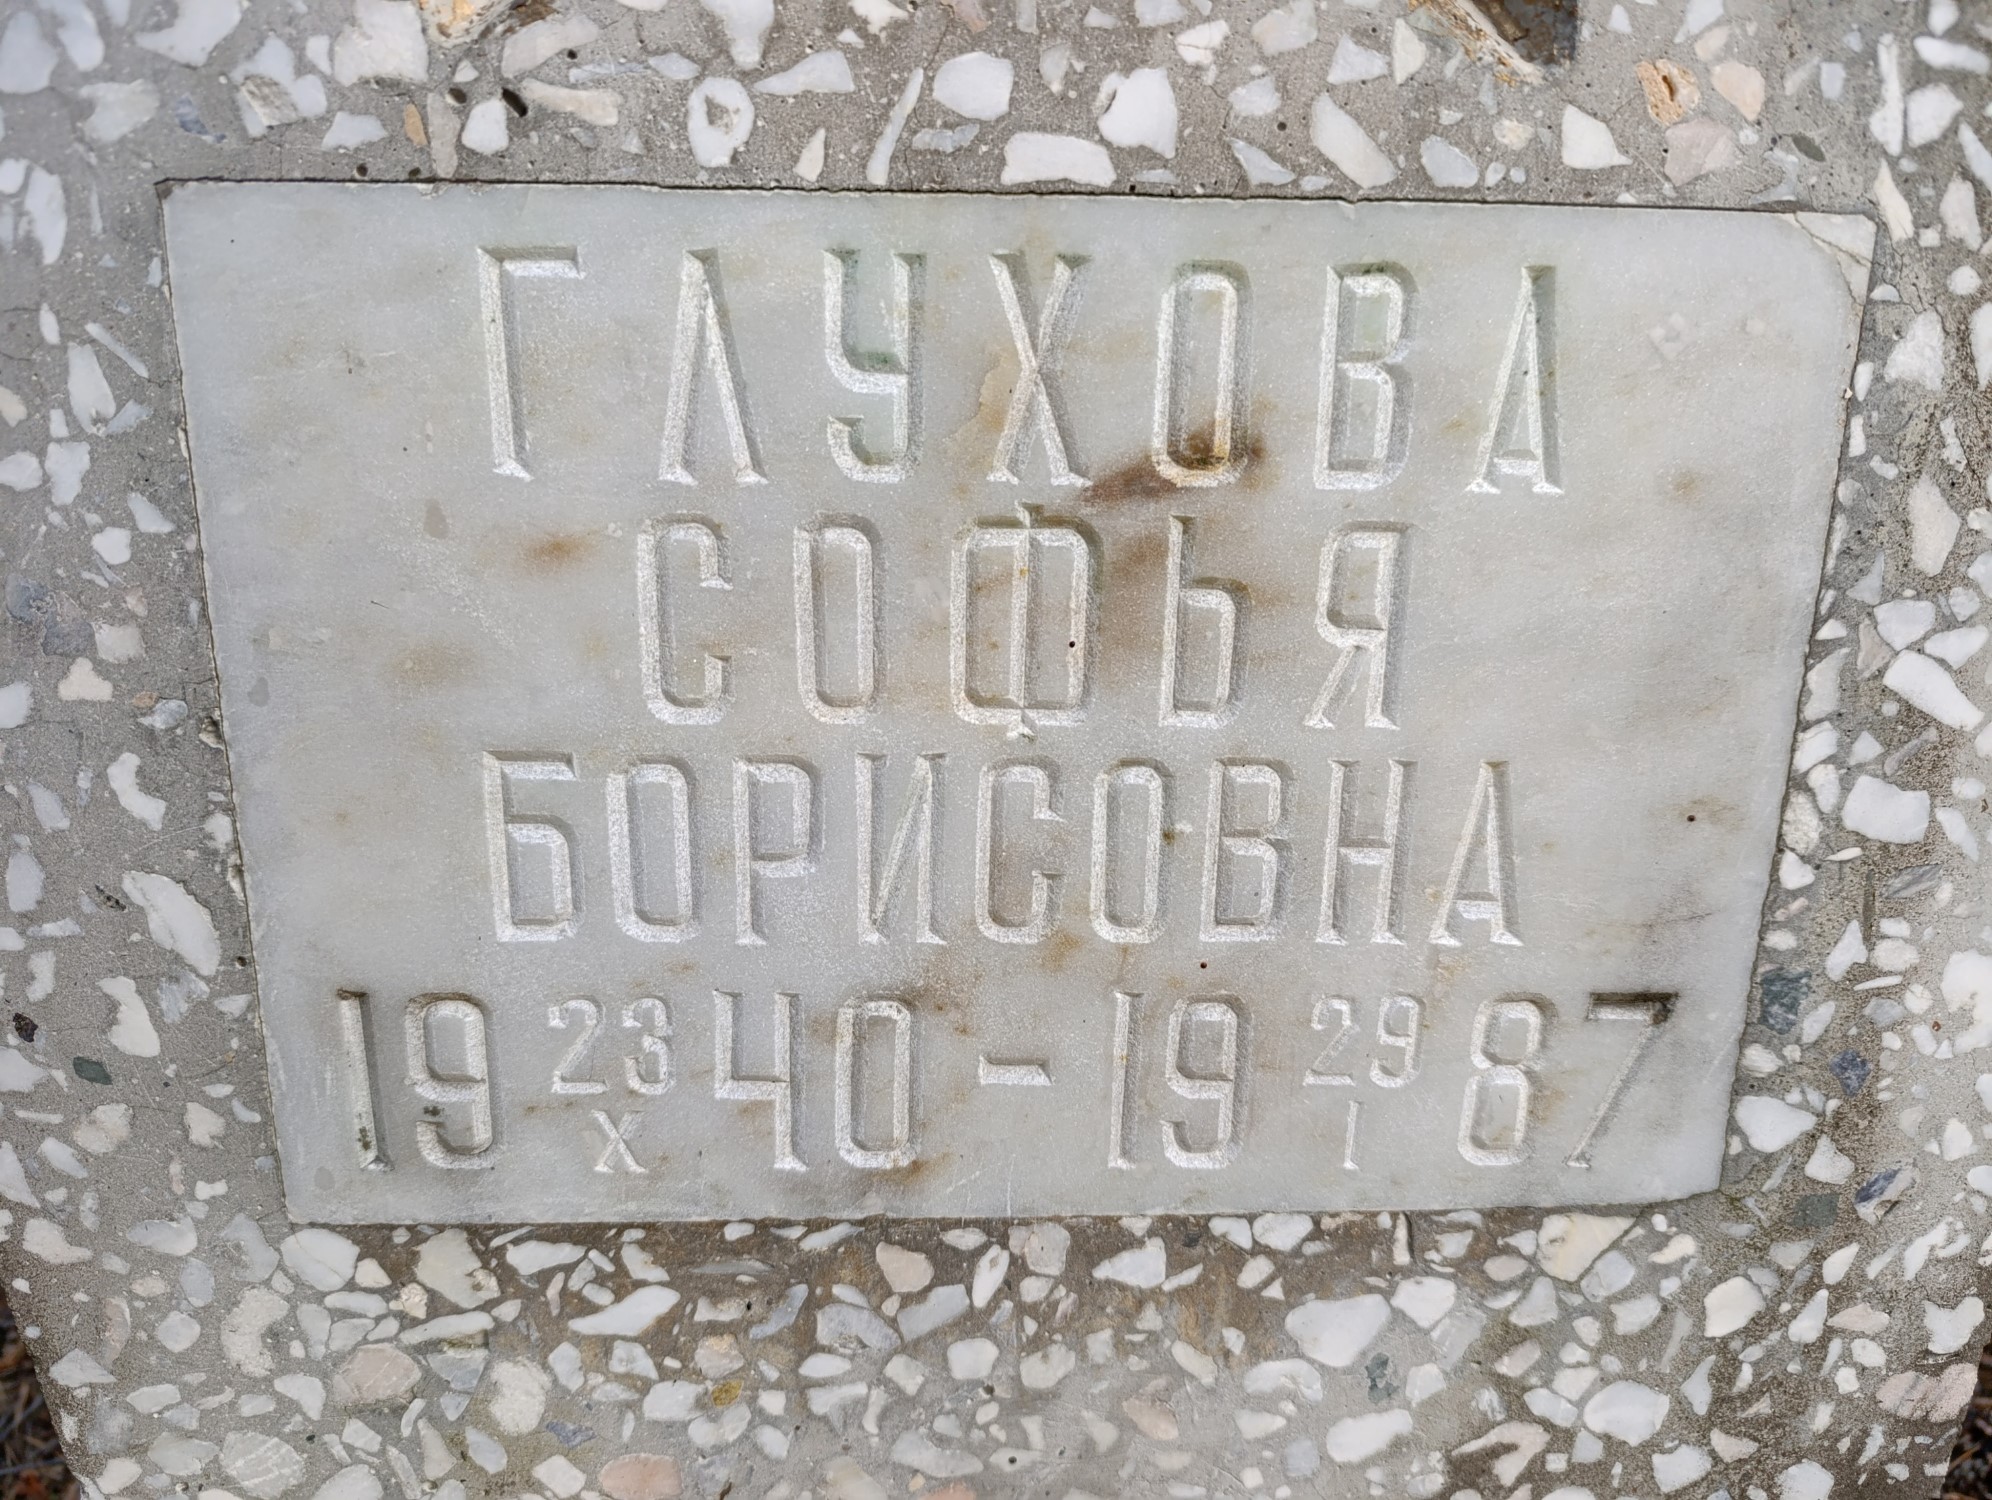 ГЛУХОВА
СОФЬЯ
БОРИСОВНА
19 23/X 40 - 19 29/I 87